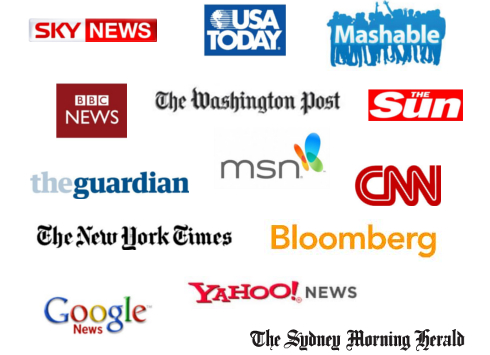 SKY NEWS
USA
TODAY.
Mashable
BBC
NEWS
The Washington Post
THE
Sun
msn
theguardian
CNN
The New York Times
Bloomberg
YAHOO! NEWS
Google™
News
The Sydney Morning Herald